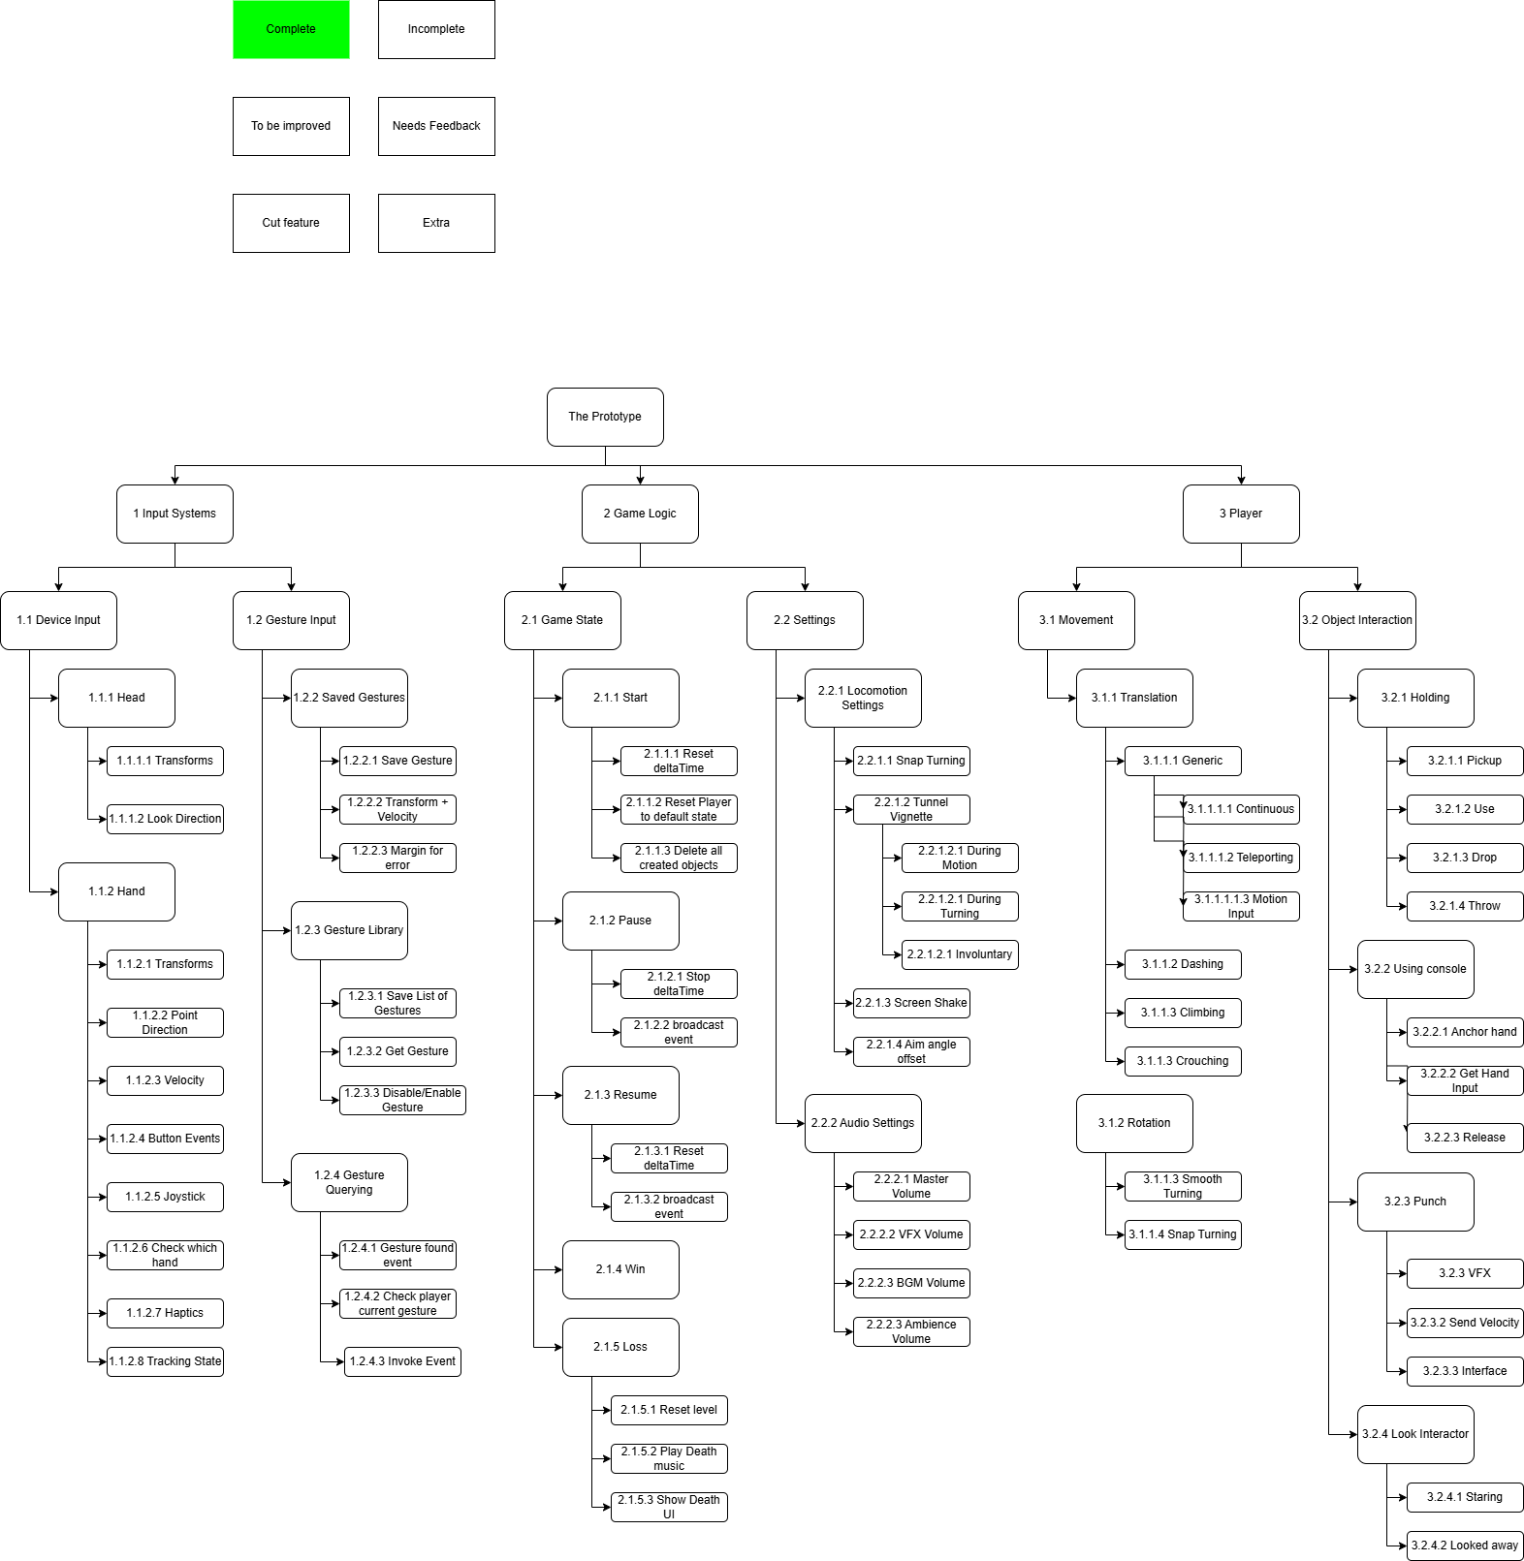 Complete
Incomplete
To be improved
Needs Feedback
Cut feature
Extra
The Prototype
1 Input Systems
2 Game Logic
3 Player
1.1 Device Input
1.2 Gesture Input
2.1 Game State
2.2 Settings
3.1 Movement
3.2 Object Interaction
1.1.1 Head
1.1.1.1 Transforms
1.1.1.2 Look Direction
1.1.2 Hand
1.1.2.1 Transforms
1.1.2.2 Point
Direction
1.1.2.3 Velocity
1.1.2.4 Button Events
1.1.2.5 Joystick
1.1.2.6 Check which
hand
1.1.2.7 Haptics
1.1.2.8 Tracking State
1.2.2 Saved Gestures
1.2.2.1 Save Gesture
1.2.2.2 Transform +
Velocity
1.2.2.3 Margin for
error
1.2.3 Gesture Library
1.2.3.1 Save List of
Gestures
1.2.3.2 Get Gesture
1.2.3.3 Disable/Enable
Gesture
1.2.4 Gesture
Querying
1.2.4.1 Gesture found
event
1.2.4.2 Check player
current gesture
1.2.4.3 Invoke Event
2.1.1 Start
2.1.1.1 Reset
deltaTime
2.1.1.2 Reset Player
to default state
2.1.1.3 Delete all
created objects
2.1.2 Pause
2.1.2.1 Stop
deltaTime
2.1.2.2 broadcast
event
2.1.3 Resume
2.1.3.1 Reset
deltaTime
2.1.3.2 broadcast
event
2.1.4 Win
2.1.5 Loss
2.1.5.1 Reset level
2.1.5.2 Play Death
music
2.1.5.3 Show Death
UI
2.2.1 Locomotion
Settings
2.2.1.1 Snap Turning
2.2.1.2 Tunnel
Vignette
2.2.1.2.1 During
Motion
2.2.1.2.1 During
Turning
2.2.1.2.1 Involuntary
2.2.1.3 Screen Shake
2.2.1.4 Aim angle
offset
2.2.2 Audio Settings
2.2.2.1 Master
Volume
2.2.2.2 VFX Volume
2.2.2.3 BGM Volume
2.2.2.3 Ambience
Volume
3.1.1 Translation
3.1.1.1 Generic
3.1.1.1.1 Continuous
3.1.1.1.2 Teleporting
3.1.1.1.1.3 Motion
Input
3.1.1.2 Dashing
3.1.1.3 Climbing
3.1.1.3 Crouching
3.1.2 Rotation
3.1.1.3 Smooth
Turning
3.1.1.4 Snap Turning
3.2.1 Holding
3.2.1.1 Pickup
3.2.1.2 Use
3.2.1.3 Drop
3.2.1.4 Throw
3.2.2 Using console
3.2.2.1 Anchor hand
3.2.2.2 Get Hand
Input
3.2.2.3 Release
3.2.3 Punch
3.2.3 VFX
3.2.3.2 Send Velocity
3.2.3.3 Interface
3.2.4 Look Interactor
3.2.4.1 Staring
3.2.4.2 Looked away